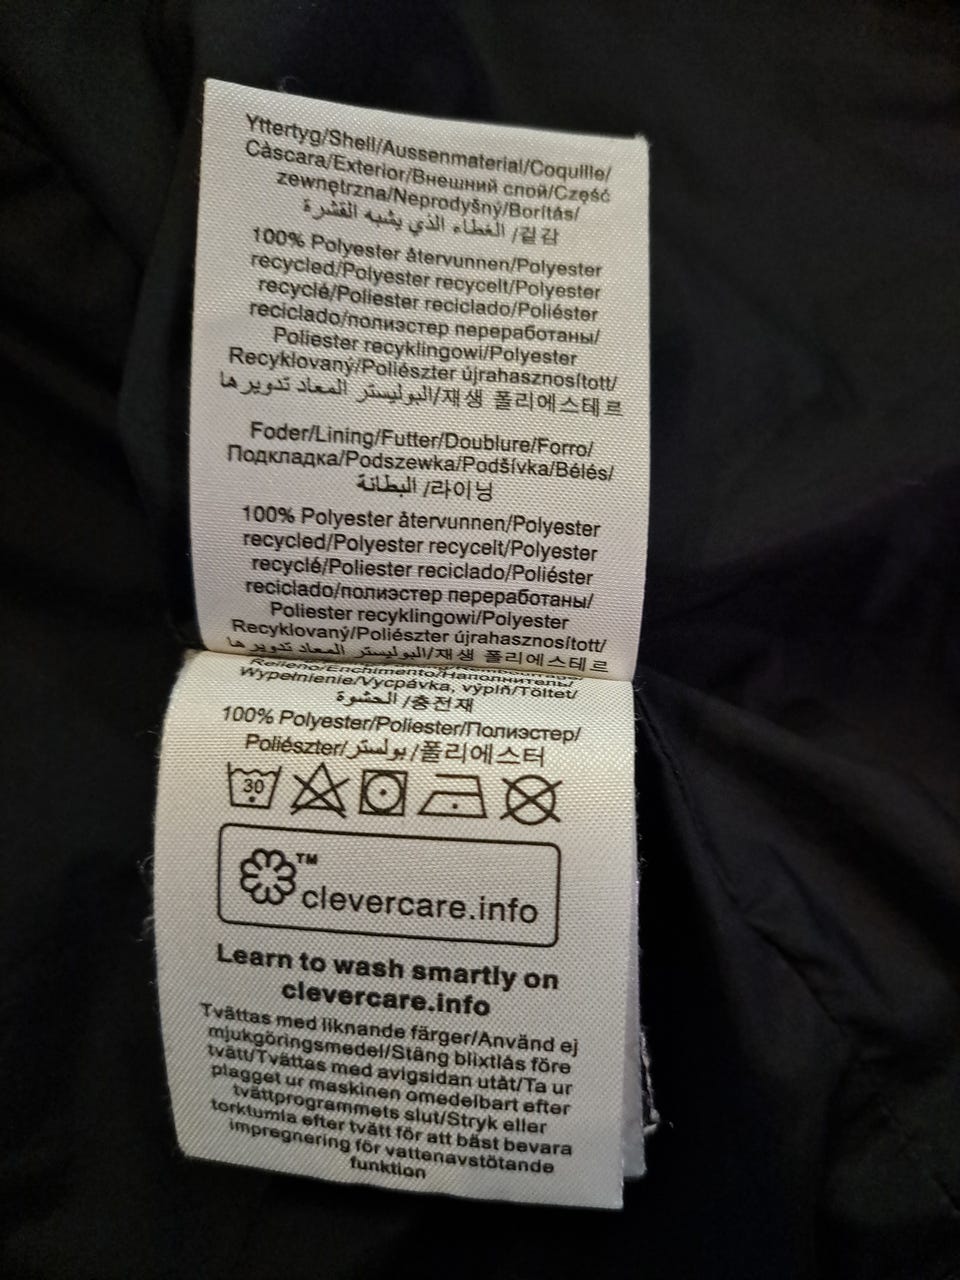 Yttertyg/Shell/Aussenmaterial/Coquille/
Càscara/Exterior/Внешний слой/Część
zewnętrzna/Neprodyšný/Borítás/
الغطاء الذي يشبه القشرة /겉감
100% Polyester återvunnen/Polyester
recycled/Polyester recycelt/Polyester
recyclé/Poliester reciclado/Poliéster
reciclado/полиэстер переработаны/
Poliester recyklingowi/Polyester
Recyklovaný/Poliészter újrahasznosított/
البوليستر المعاد تدويرها/재생 폴리에스테르
Foder/Lining/Futter/Doublure/Forro/
Подкладка/Podszewka/Podšívka/Bélés/
البطانة /라이닝
100% Polyester återvunnen/Polyester
recycled/Polyester recycelt/Polyester
recyclé/Poliester reciclado/Poliéster
reciclado/полиэстер переработаны/
Poliester recyklingowi/Polyester
Recyklovaný/Poliészter újrahasznosított/
البوليستر المعاد تدويرها/재생 폴리에스테르
Relleno/Enchimento/Наполнитель/
Wypełnienie/Vycpávka, výplň/Töltet/
الحشوة /충전재
100% Polyester/Poliester/Полиэстер/
Poliészter/بولستر/폴리에스터
30
™
clevercare.info
Learn to wash smartly on
clevercare.info
Tvättas med liknande färger/Använd ej
mjukgöringsmedel/Stäng blixtlås före
tvätt/Tvättas med avigsidan utåt/Ta ur
plagget ur maskinen omedelbart efter
tvättprogrammets slut/Stryk eller
torktumla efter tvätt för att bäst bevara
impregnering för vattenavstötande
funktion